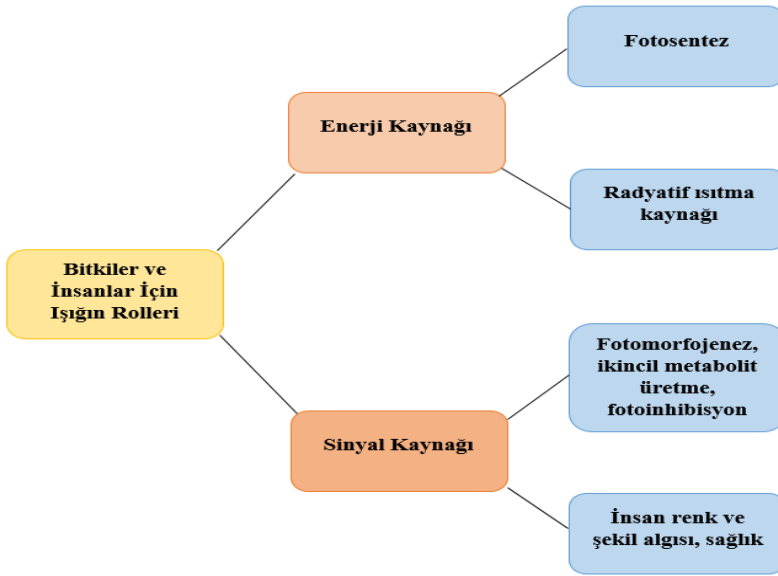 Fotosentez
Enerji Kaynağı
Radyatif ısıtma
kaynağı
Bitkiler ve
İnsanlar İçin
Işığın Rolleri
Fotomorfojenez,
ikincil metabolit
üretme,
fotoinhibisyon
Sinyal Kaynağı
İnsan renk ve
şekil algısı, sağlık